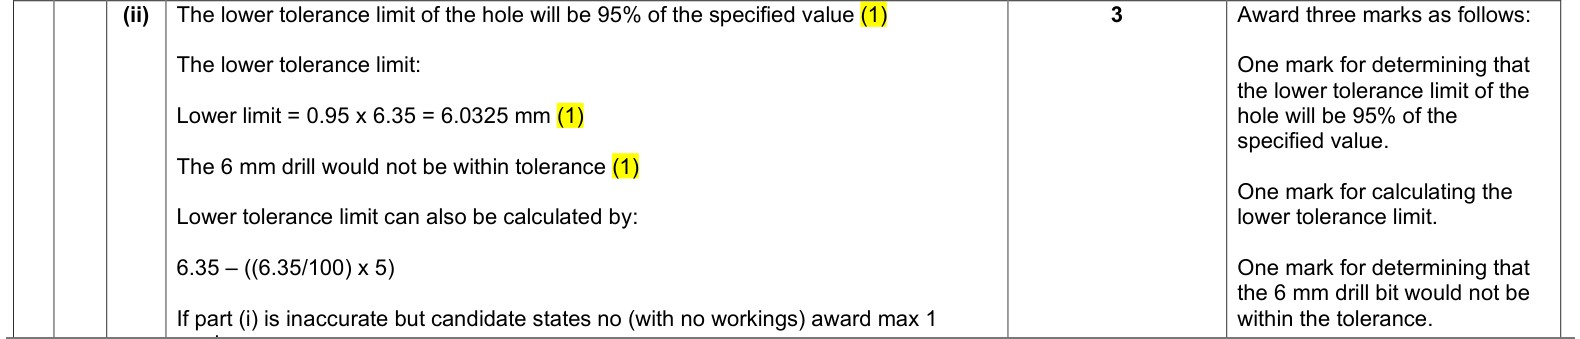 (ii)
The lower tolerance limit of the hole will be 95% of the specified value (1)
The lower tolerance limit:
Lower limit = 0.95 x 6.35 = 6.0325 mm (1)
The 6 mm drill would not be within tolerance (1)
Lower tolerance limit can also be calculated by:
6.35 – ((6.35/100) x 5)
If part (i) is inaccurate but candidate states no (with no workings) award max 1
3
Award three marks as follows:
One mark for determining that
the lower tolerance limit of the
hole will be 95% of the
specified value.
One mark for calculating the
lower tolerance limit.
One mark for determining that
the 6 mm drill bit would not be
within the tolerance.